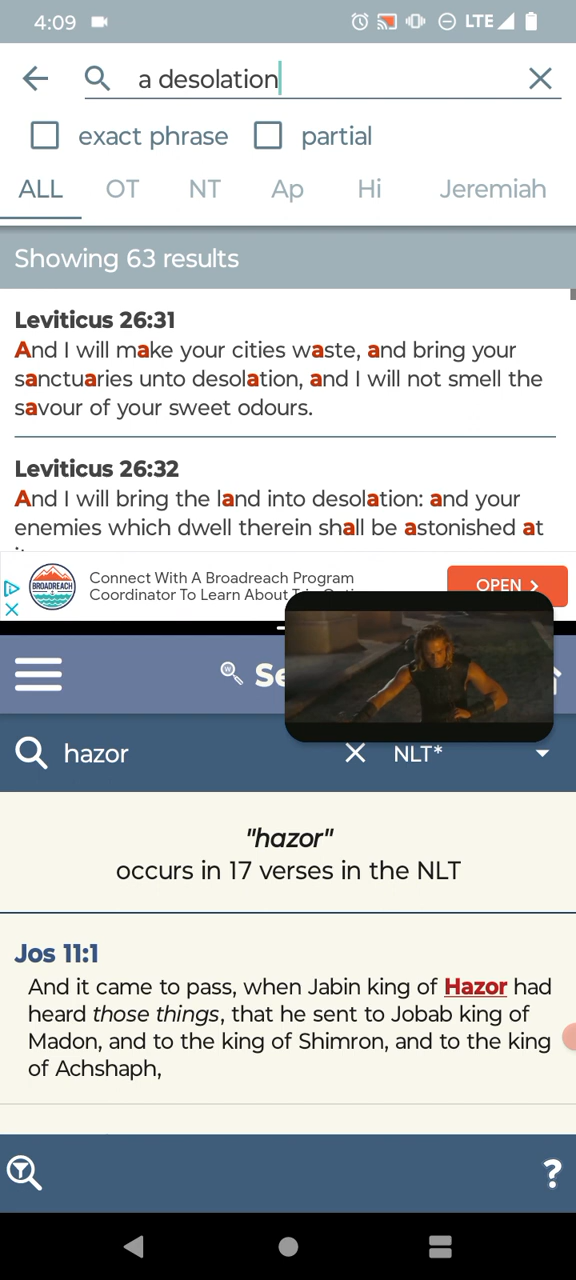 4:09 LTE
a desolation
exact phrase partial
ALL OT NT Ap Hi Jeremiah
Showing 63 results
Leviticus 26:31
And I will make your cities waste, and bring your
sanctuaries unto desolation, and I will not smell the
savour of your sweet odours.
Leviticus 26:32
And I will bring the land into desolation: and your
enemies which dwell therein shall be astonished at
BROADREACH
Connect With A Broadreach Program
Coordinator To Learn About
OPEN
Se
hazor NLT*
"hazor"
occurs in 17 verses in the NLT
Jos 11:1
And it came to pass, when Jabin king of Hazor had
heard those things, that he sent to Jobab king of
Madon, and to the king of Shimron, and to the king
of Achshaph,
?